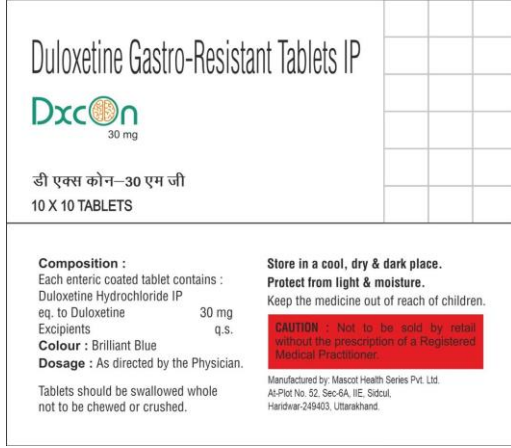 Duloxetine Gastro-Resistant Tablets IP
DxcOn
30 mg
डी एक्स कोन–30 एम जी
10 X 10 TABLETS
Composition :
Each enteric coated tablet contains :
Duloxetine Hydrochloride IP
eq. to Duloxetine 30 mg
Excipients q.s.
Colour : Brilliant Blue
Dosage : As directed by the Physician.
Tablets should be swallowed whole
not to be chewed or crushed.
Store in a cool, dry & dark place.
Protect from light & moisture.
Keep the medicine out of reach of children.
CAUTION : Not to be sold by retail
without the prescription of a Registered
Medical Practitioner.
Manufactured by: Mascot Health Series Pvt. Ltd.
At-Plot No. 52, Sec-6A, IIE, Sidcul,
Haridwar-249403, Uttarakhand.